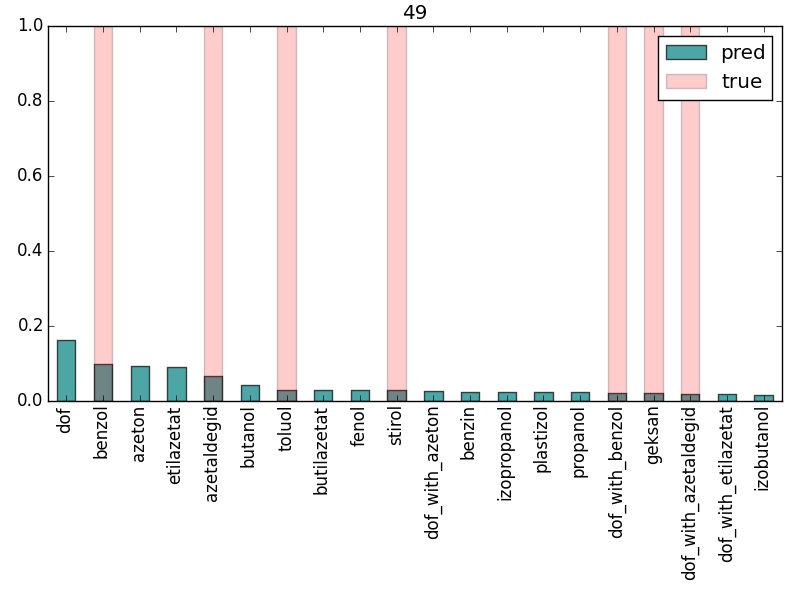 49
1.0
0.8
0.6
0.4
0.2
0.0
pred
true
dof
benzol
azeton
etilazetat
azetaldegid
butanol
toluol
butilazetat
fenol
stirol
dof_with_azeton
benzin
izopropanol
plastizol
propanol
dof_with_benzol
geksan
dof_with_azetaldegid
dof_with_etilazetat
izobutanol